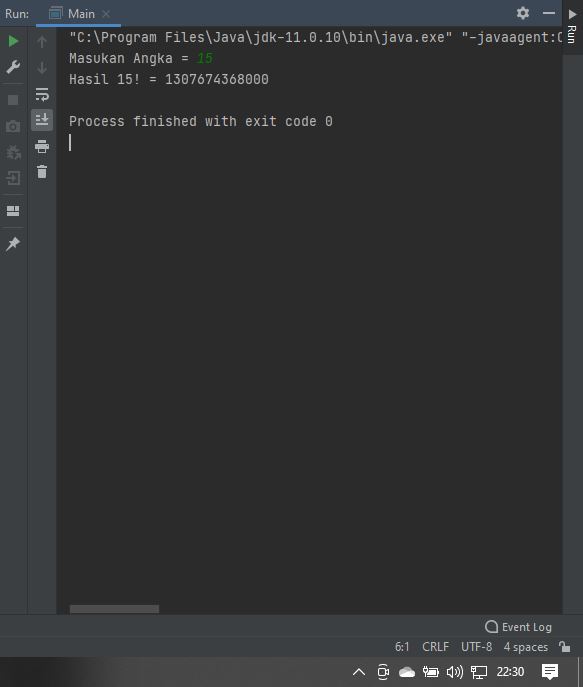 Run: Main
Run
"C:\Program Files\Java\jdk-11.0.10\bin\java.exe" "-javaagent:C
Masukan Angka = 15
Hasil 15! = 1307674368000
Process finished with exit code 0
Event Log
6:1 CRLF UTF-8 4 spaces
22:30